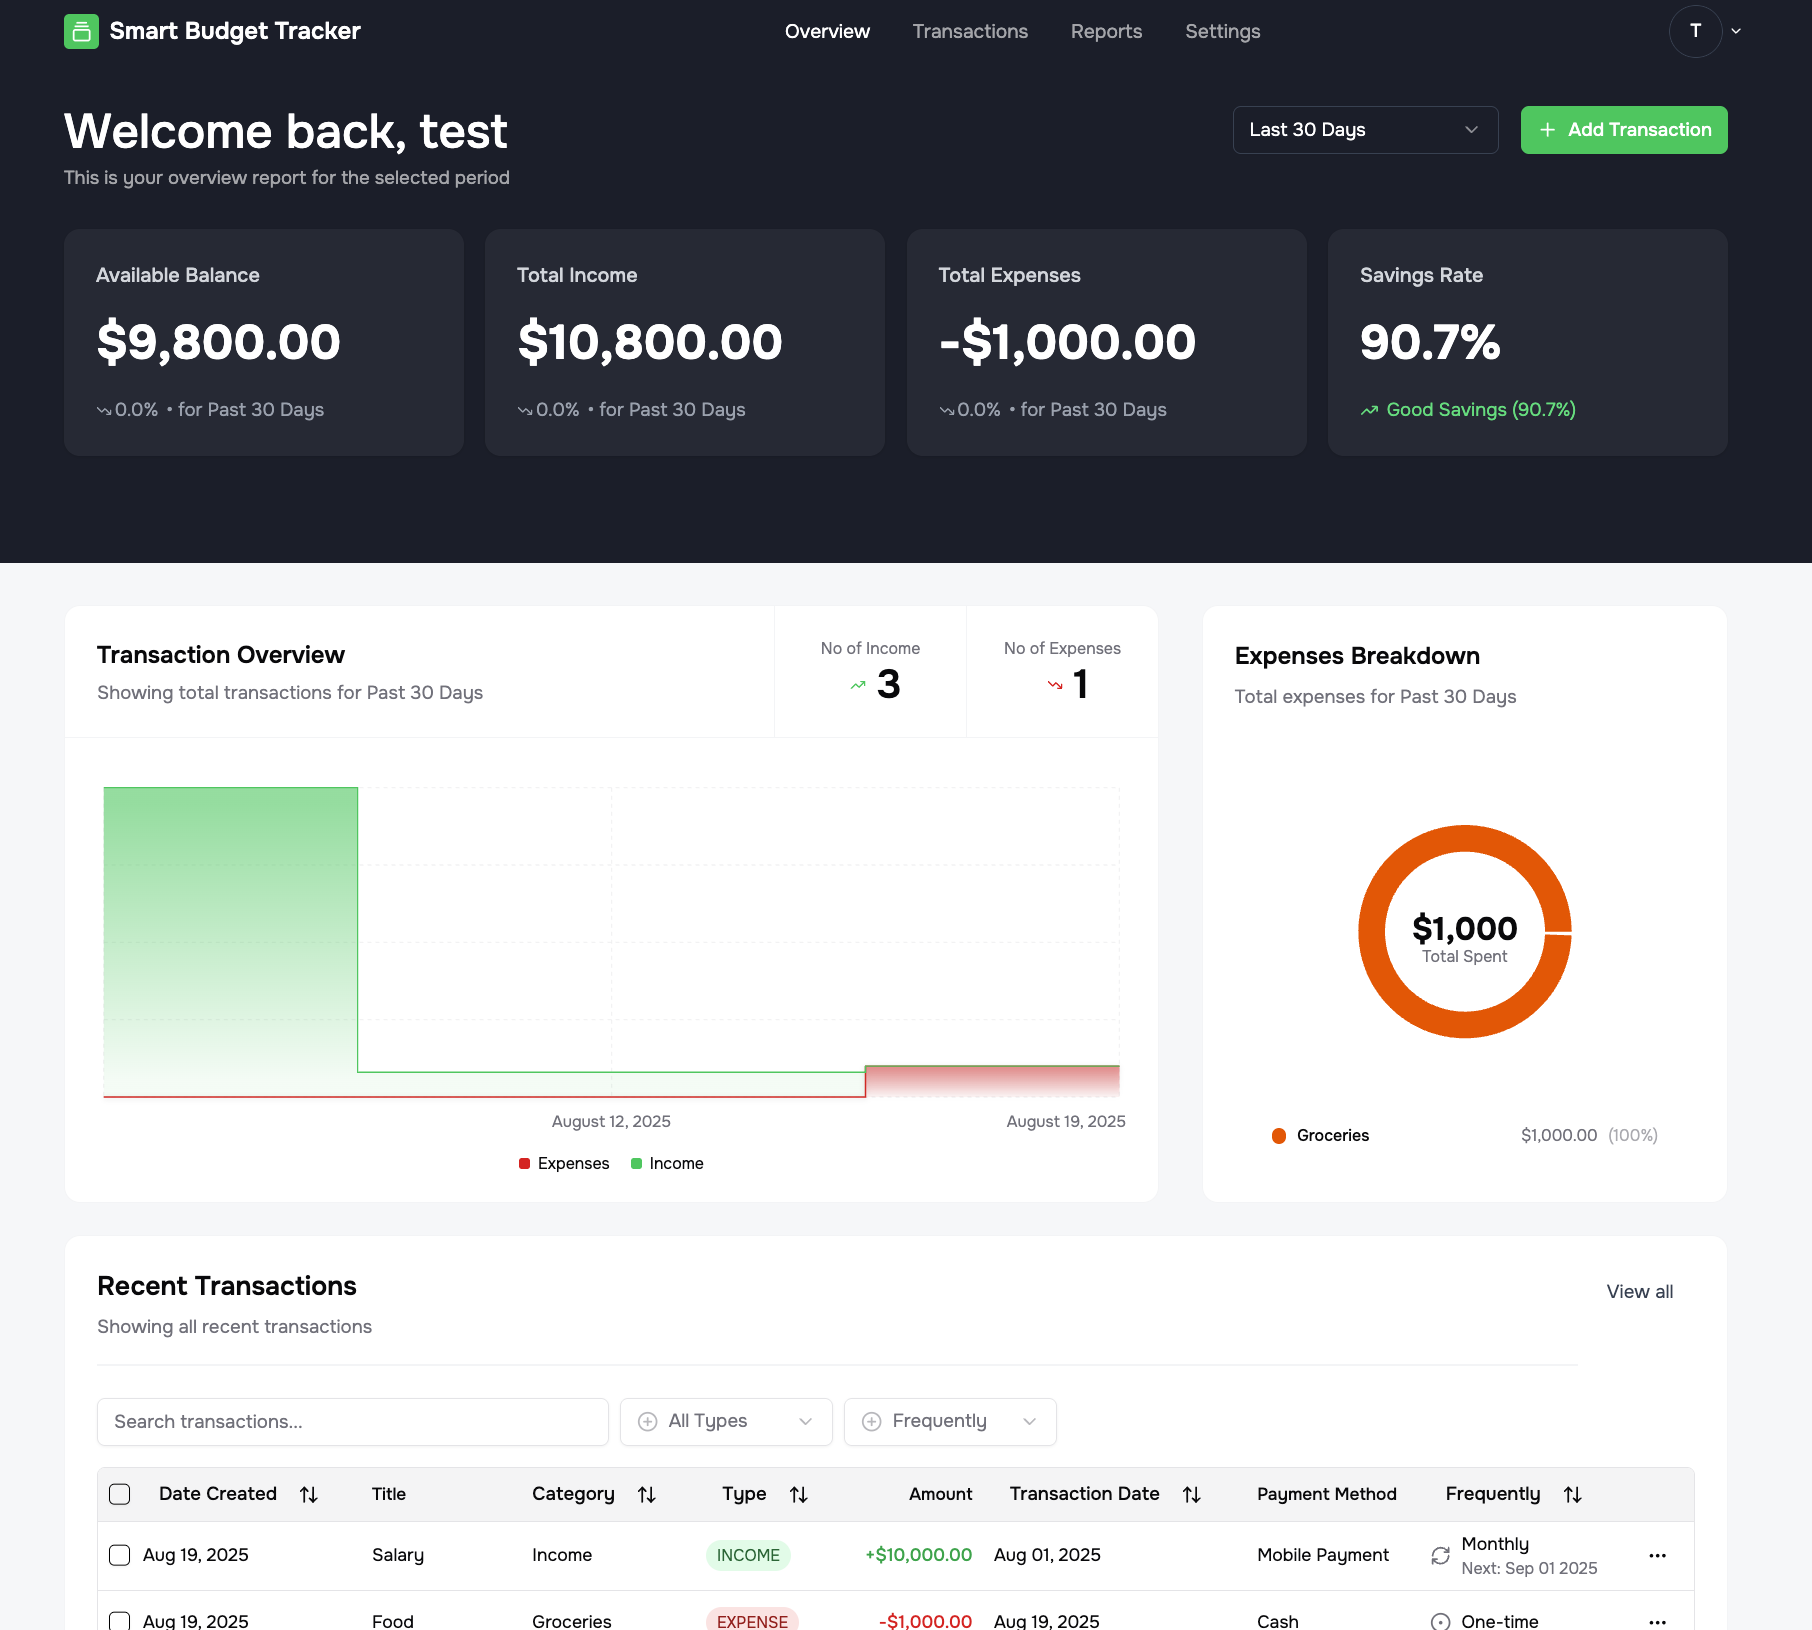 Smart Budget Tracker
Overview Transactions Reports Settings
T
Welcome back, test
This is your overview report for the selected period
Last 30 Days
Add Transaction
Available Balance
$9,800.00
0.0% • for Past 30 Days
Total Income
$10,800.00
0.0% • for Past 30 Days
Total Expenses
-$1,000.00
0.0% • for Past 30 Days
Savings Rate
90.7%
Good Savings (90.7%)
Transaction Overview
Showing total transactions for Past 30 Days
No of Income
3
No of Expenses
1
August 12, 2025 August 19, 2025
Expenses Income
Expenses Breakdown
Total expenses for Past 30 Days
$1,000
Total Spent
Groceries $1,000.00 (100%)
Recent Transactions
Showing all recent transactions
View all
Search transactions... All Types Frequently
Date Created Title Category Type Amount Transaction Date Payment Method Frequently
Aug 19, 2025 Salary Income INCOME +$10,000.00 Aug 01, 2025 Mobile Payment Monthly
Next: Sep 01 2025
Aug 19, 2025 Food Groceries EXPENSE -$1,000.00 Aug 19, 2025 Cash One-time